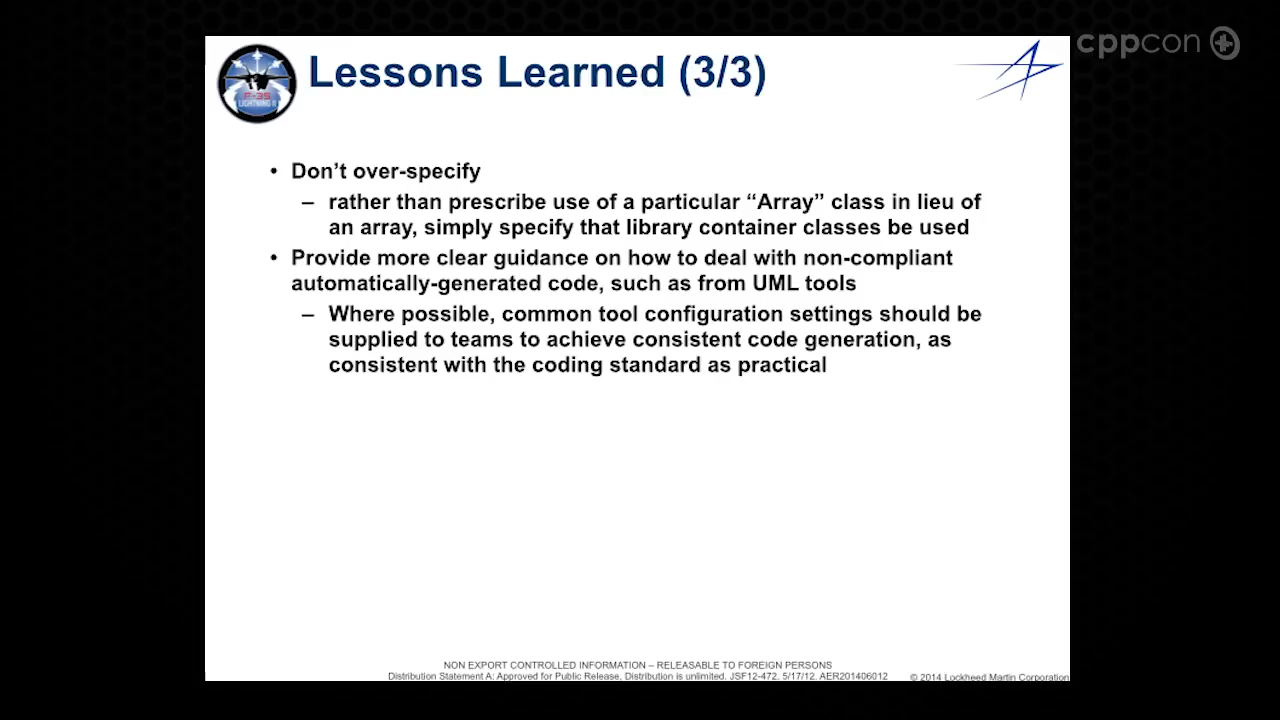 cppcon
Lessons Learned (3/3)
F-35
LIGHTNING II
• Don’t over-specify
– rather than prescribe use of a particular “Array” class in lieu of
an array, simply specify that library container classes be used
• Provide more clear guidance on how to deal with non-compliant
automatically-generated code, such as from UML tools
– Where possible, common tool configuration settings should be
supplied to teams to achieve consistent code generation, as
consistent with the coding standard as practical
NON EXPORT CONTROLLED INFORMATION – RELEASABLE TO FOREIGN PERSONS
Distribution Statement A: Approved for Public Release, Distribution is unlimited. JSF12-472. 5/17/12. AER201406012
© 2014 Lockheed Martin Corporation